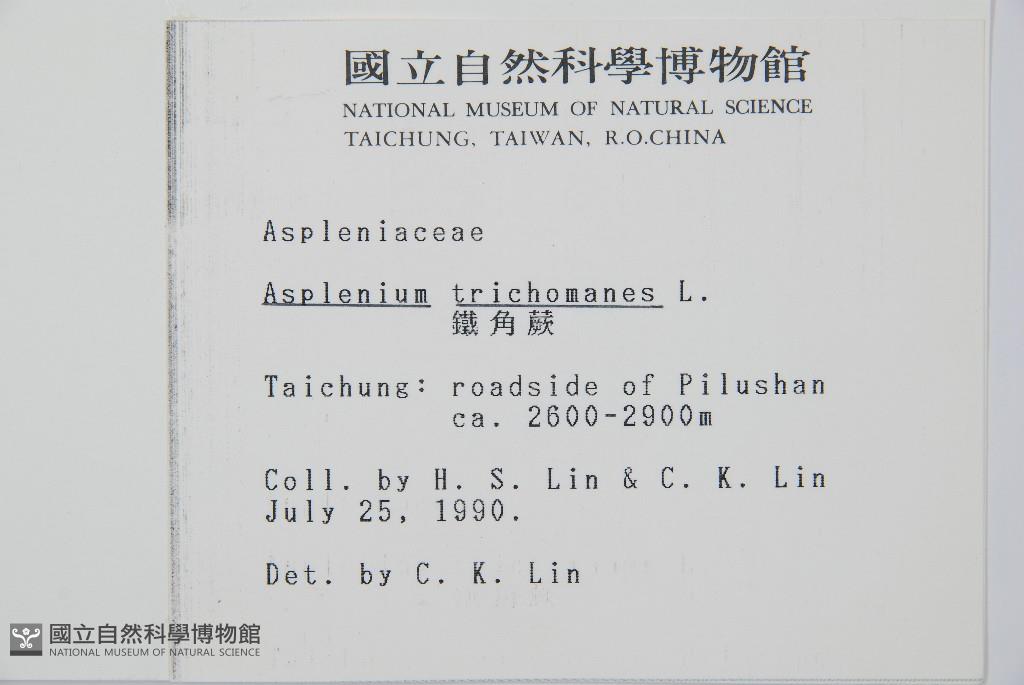 國立自然科學博物館
NATIONAL MUSEUM OF NATURAL SCIENCE
TAICHUNG, TAIWAN, R.O.CHINA
Aspleniaceae
Asplenium trichomanes L.
鐵角蕨
Taichung: roadside of Pilushan
ca. 2600-2900m
Coll. by H. S. Lin & C. K. Lin
July 25, 1990.
Det. by C. K. Lin
國立自然科學博物館
NATIONAL MUSEUM OF NATURAL SCIENCE